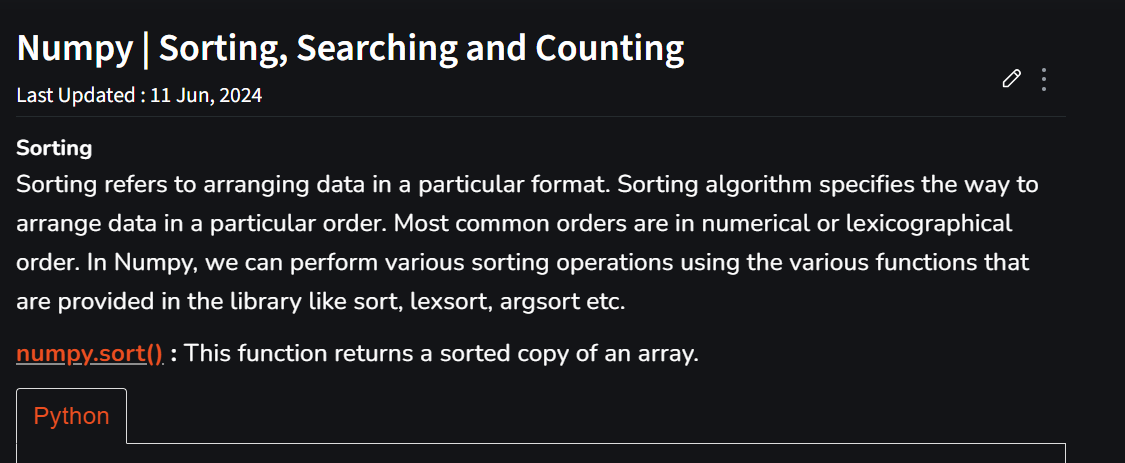 Numpy | Sorting, Searching and Counting
Last Updated : 11 Jun, 2024
Sorting
Sorting refers to arranging data in a particular format. Sorting algorithm specifies the way to
arrange data in a particular order. Most common orders are in numerical or lexicographical
order. In Numpy, we can perform various sorting operations using the various functions that
are provided in the library like sort, lexsort, argsort etc.
numpy.sort() : This function returns a sorted copy of an array.
Python